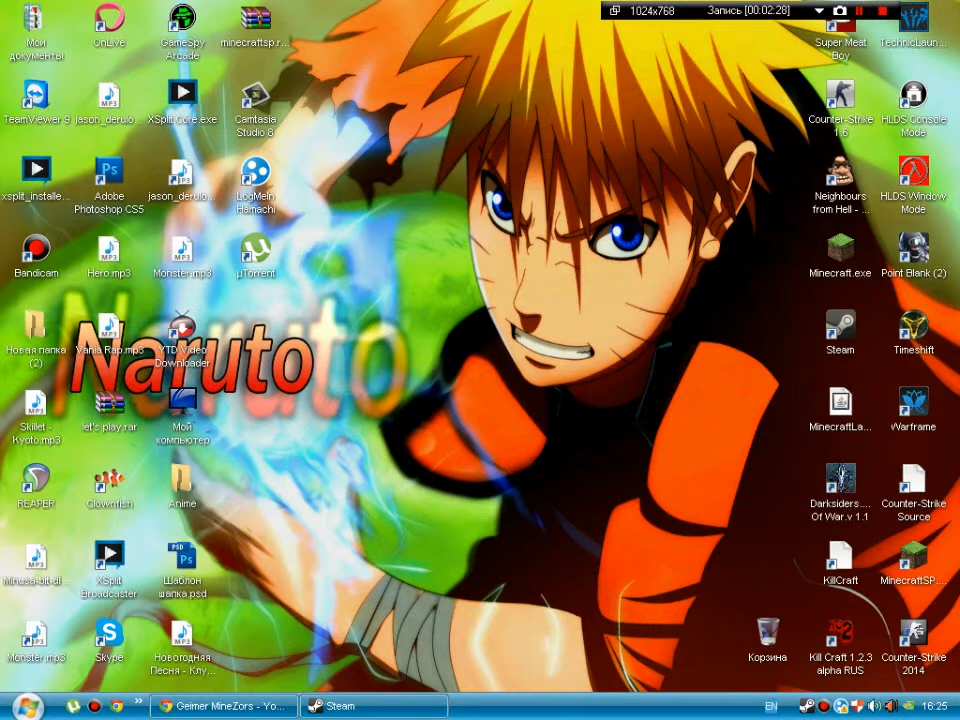 1024x768 Запись [00:02:28]
Мои документы
OnLive
GameSpy Arcade
minecraftsp.r...
Super Meat Boy
TechnicLaun...
TeamViewer 9
jason_derulo...
XSplit.Core.exe
Camtasia Studio 8
Counter-Strike 1.6
HLDS Console Mode
xsplit_installe...
Adobe Photoshop CS5
jason_derulo...
LogMeIn Hamachi
Neighbours from Hell - ...
HLDS Window Mode
Bandicam
Hero.mp3
Monster.mp3
µTorrent
Minecraft.exe
Point Blank (2)
Naruto
Naruto
Новая папка (2)
Vania Rap.mp3
YTD Video Downloader
Steam
Timeshift
Skillet - Kyoto.mp3
let's play.rar
Мой компьютер
MinecraftLa...
Warframe
REAPER
Clownfish
Anime
Darksiders.... Of War.v 1.1
Counter-Strike Source
Minusa-bit-dl...
XSplit Broadcaster
Шаблон шапка.psd
KillCraft
MinecraftSP....
Monster.mp3
Skype
Новогодняя Песня - Клу...
Корзина
Kill Craft 1.2.3 alpha RUS
Counter-Strike 2014
Geimer MineZors - Yo...
Steam
EN
16:25